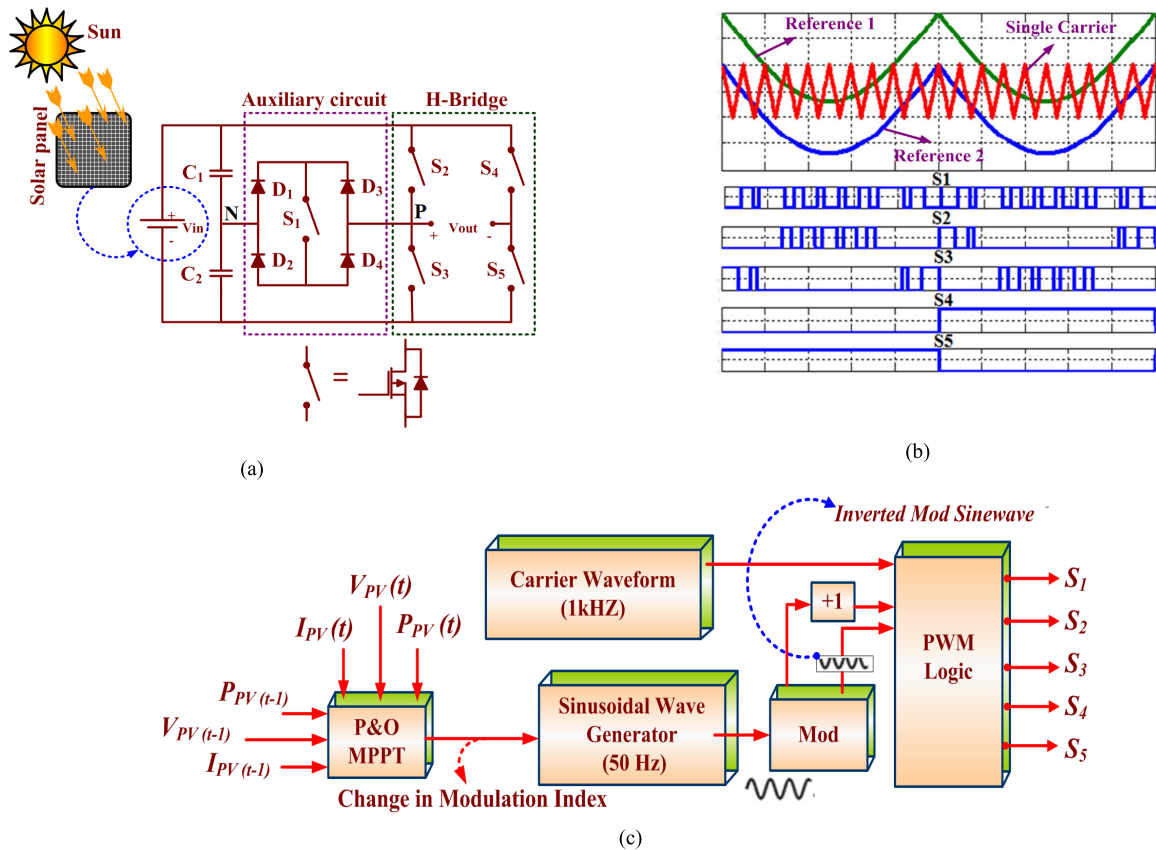 Sun
Solar panel
Auxiliary circuit
H-Bridge
C1
C2
+
Vin
-
N
D1
D3
S1
D2
D4
P
+
Vout
-
S2
S4
S3
S5
=
(a)
Reference 1
Single Carrier
Reference 2
S1
S2
S3
S4
S5
(b)
Inverted Mod Sinewave
Carrier Waveform
(1kHZ)
+1
PWM
Logic
S1
S2
S3
S4
S5
VPV (t)
IPV (t)
PPV (t)
PPV (t-1)
VPV (t-1)
IPV (t-1)
P&O
MPPT
Sinusoidal Wave
Generator
(50 Hz)
Mod
Change in Modulation Index
(c)